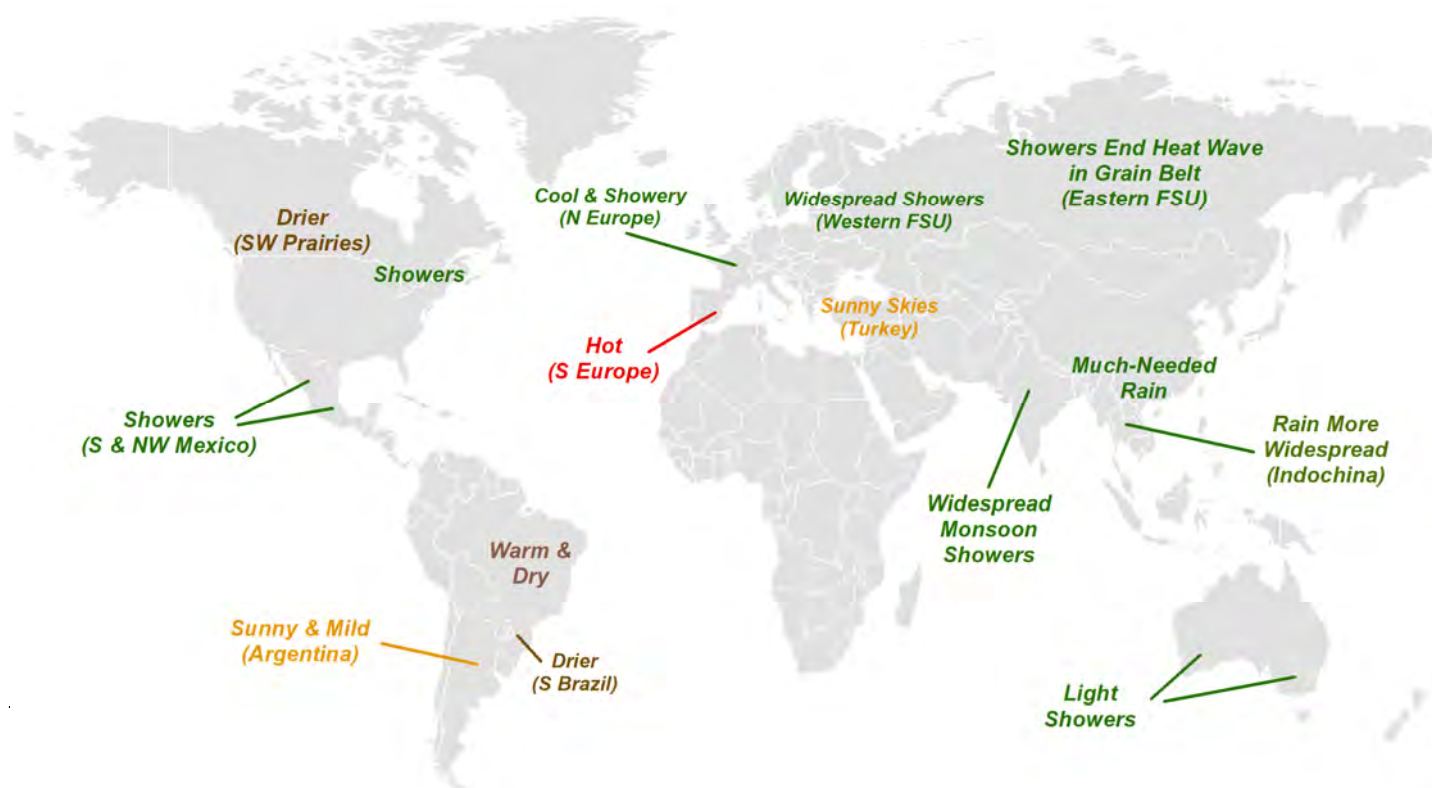 Showers End Heat Wave
in Grain Belt
(Eastern FSU)
Cool & Showery
(N Europe)
Widespread Showers
(Western FSU)
Drier
(SW Prairies)
Showers
Sunny Skies
(Turkey)
Hot
(S Europe)
Much-Needed
Rain
Showers
(S & NW Mexico)
Rain More
Widespread
(Indochina)
Widespread
Monsoon
Showers
Warm &
Dry
Sunny & Mild
(Argentina)
Drier
(S Brazil)
Light
Showers